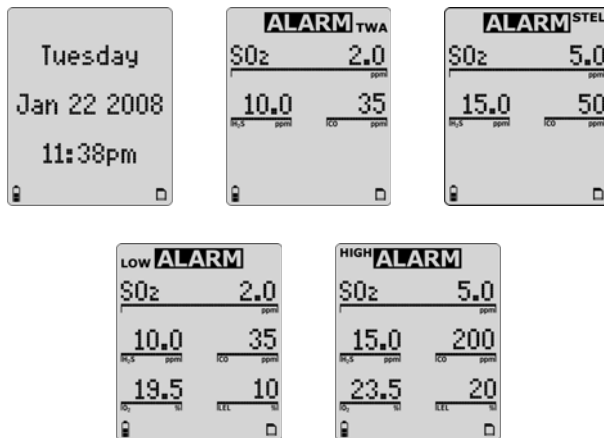 Tuesday
Jan 22 2008
11:38pm
ALARM TWA
SO₂ 2.0
ppm
10.0 35
H₂S ppm CO ppm
ALARM STEL
SO₂ 5.0
ppm
15.0 50
H₂S ppm CO ppm
LOW ALARM
SO₂ 2.0
ppm
10.0 35
H₂S ppm CO ppm
19.5 10
O₂ % LEL %
HIGH ALARM
SO₂ 5.0
ppm
15.0 200
H₂S ppm CO ppm
23.5 20
O₂ % LEL %